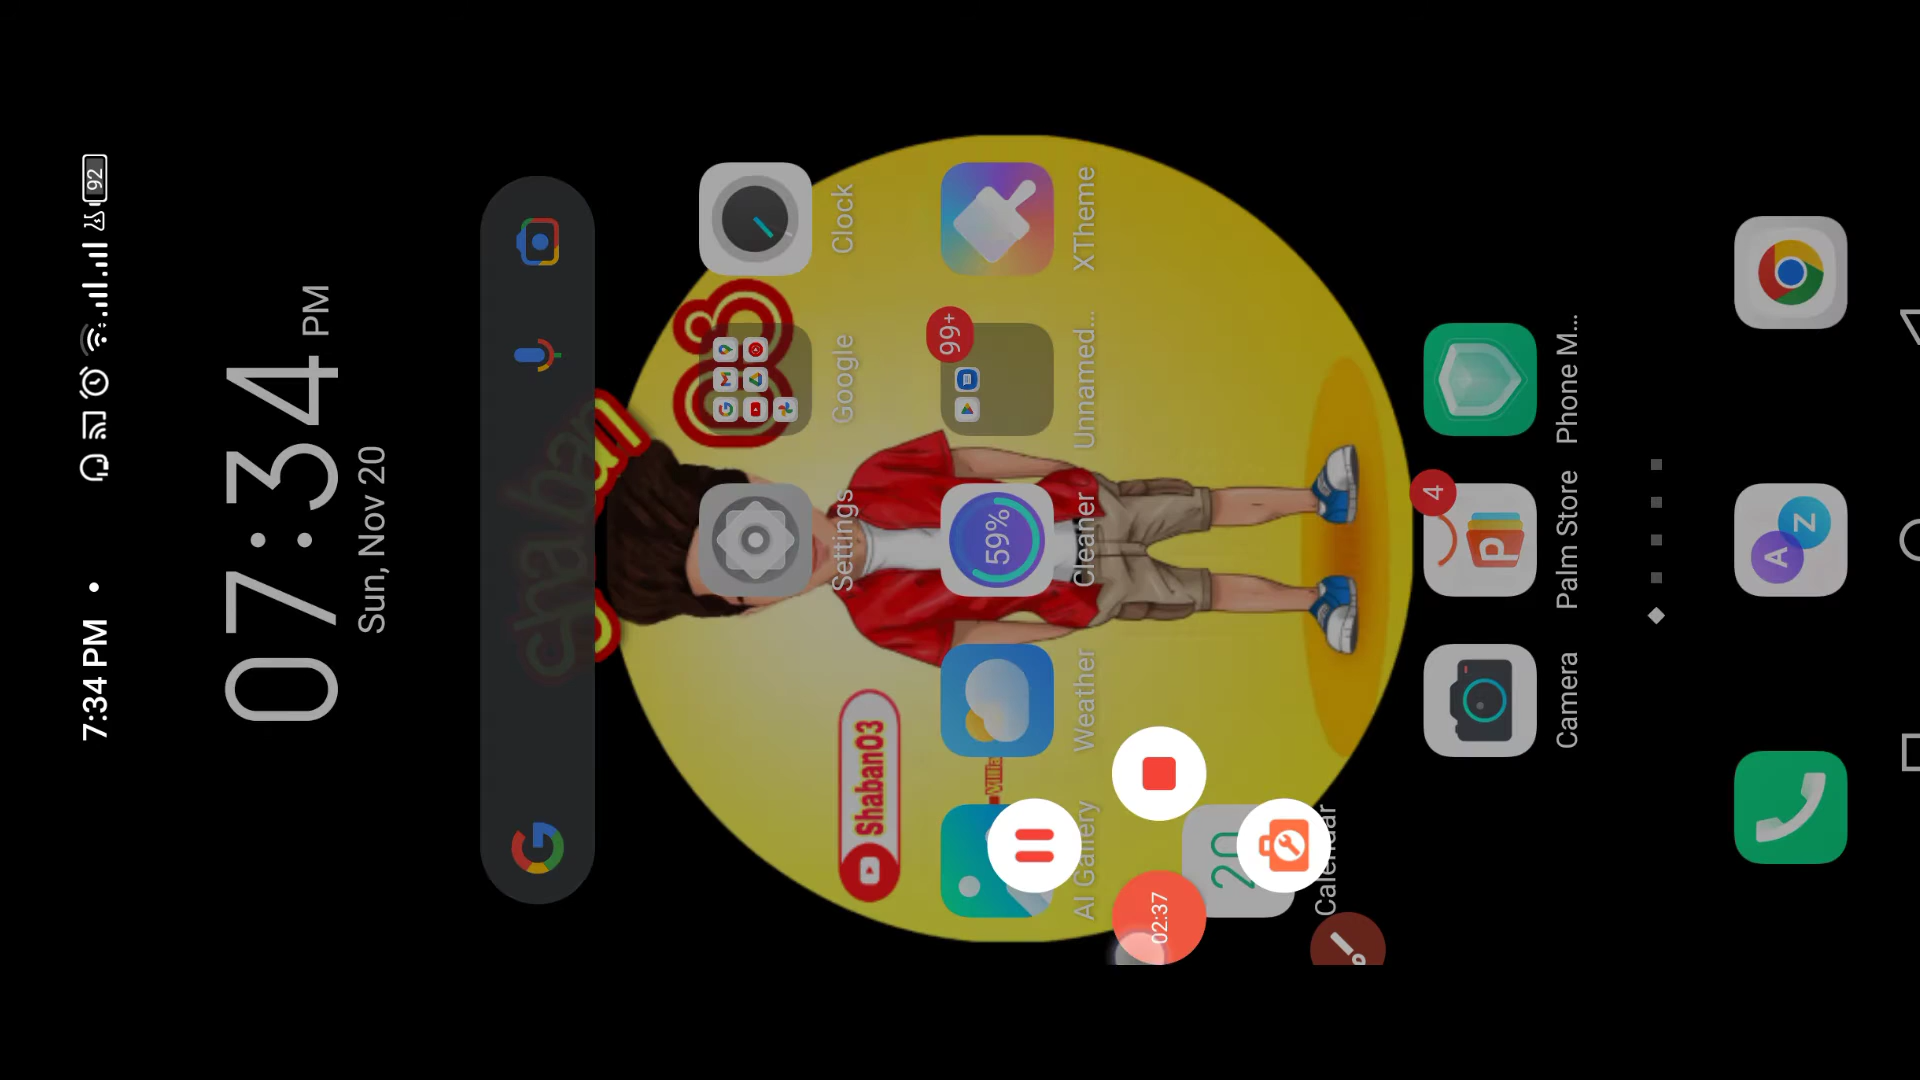 7:34 PM
92
07:34 PM
Sun, Nov 20
Shaban
Settings
Google
Clock
Shaban03
59%
99+
AI Gallery
Weather
Cleaner
Unnamed...
XTheme
02:37
20
Calendar
4
P
Camera
Palm Store
Phone M...
A
Z